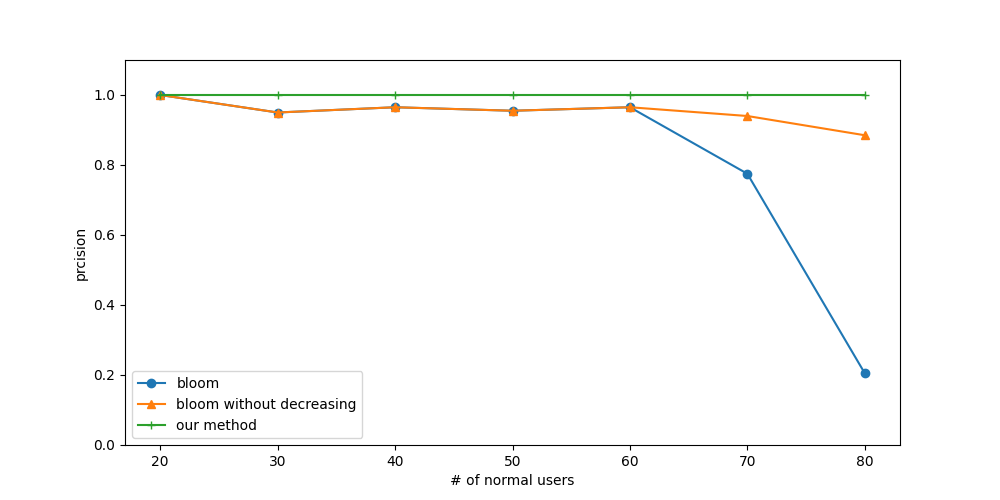 1.0
0.8
0.6
0.4
0.2
0.0
prcision
bloom
bloom without decreasing
our method
20 30 40 50 60 70 80
# of normal users